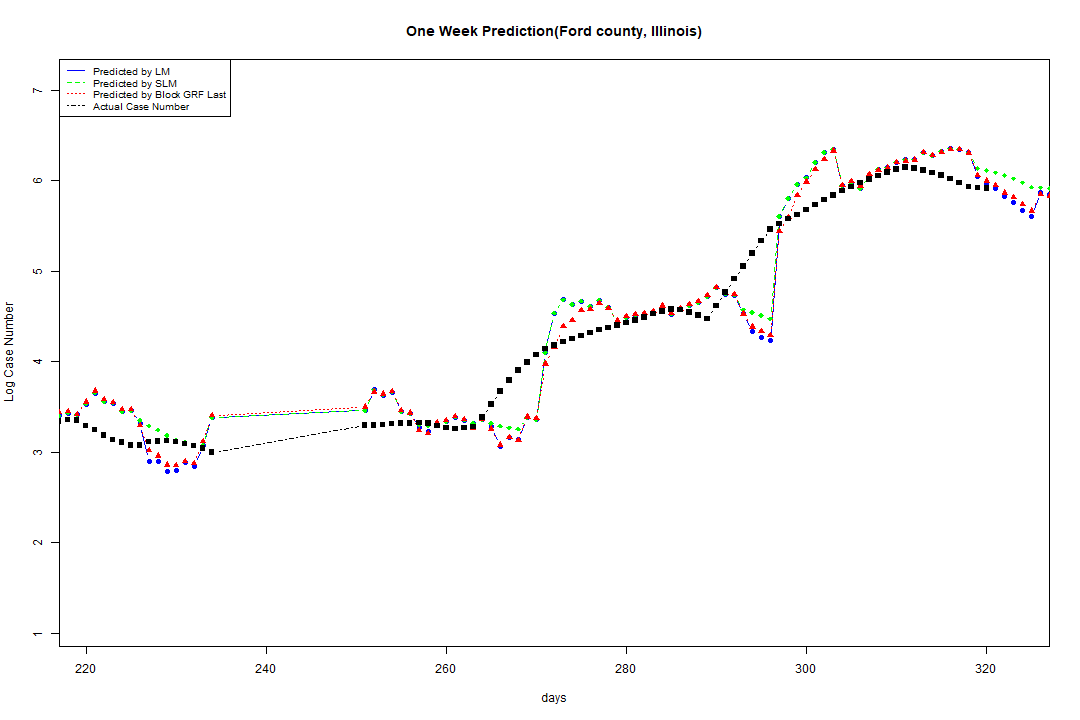 One Week Prediction(Ford county, Illinois)
Predicted by LM
Predicted by SLM
Predicted by Block GRF Last
Actual Case Number
7
6
5
4
3
2
1
Log Case Number
220 240 260 280 300 320
days